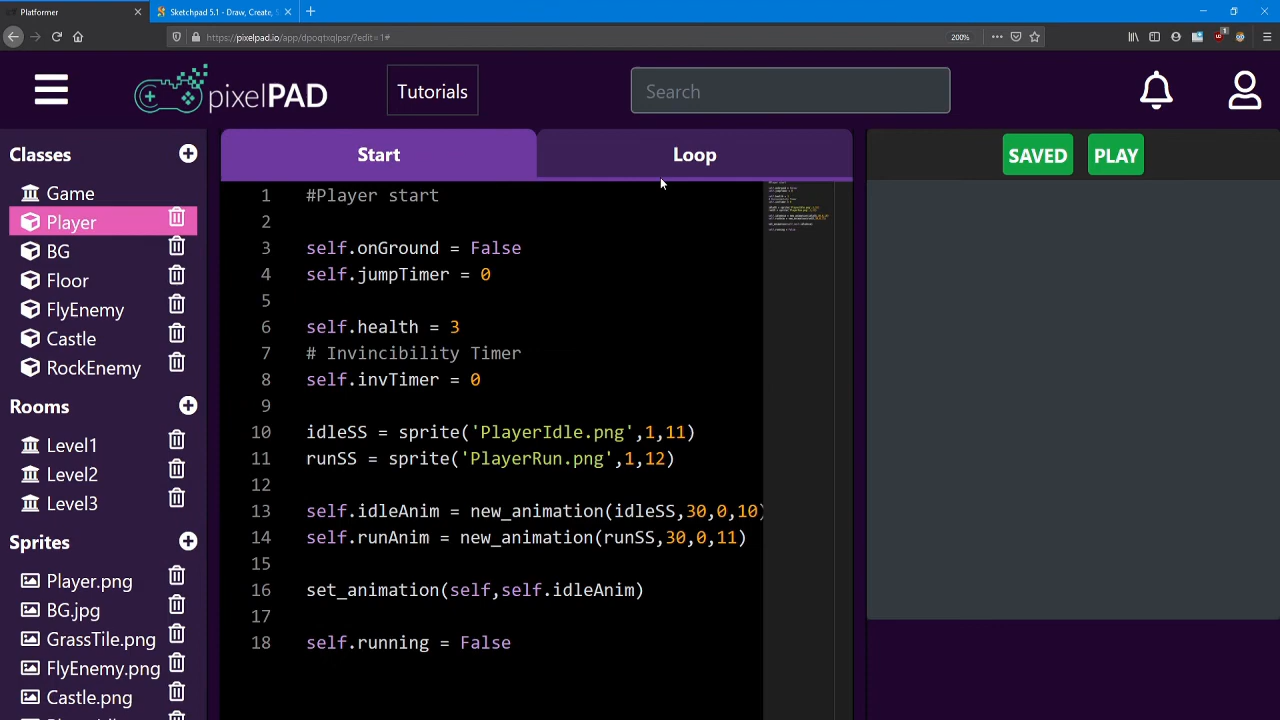 Platformer
Sketchpad 5.1 - Draw, Create, S
https://pixelpad.io/app/dpoqtxqlpsr/?edit=1#
200%
pixelPAD
Tutorials
Search
Classes
Game
Player
BG
Floor
FlyEnemy
Castle
RockEnemy
Rooms
Level1
Level2
Level3
Sprites
Player.png
BG.jpg
GrassTile.png
FlyEnemy.png
Castle.png
Start
Loop
1 #Player start
2
3 self.onGround = False
4 self.jumpTimer = 0
5
6 self.health = 3
7 # Invincibility Timer
8 self.invTimer = 0
9
10 idleSS = sprite('PlayerIdle.png',1,11)
11 runSS = sprite('PlayerRun.png',1,12)
12
13 self.idleAnim = new_animation(idleSS,30,0,10)
14 self.runAnim = new_animation(runSS,30,0,11)
15
16 set_animation(self,self.idleAnim)
17
18 self.running = False
SAVED
PLAY